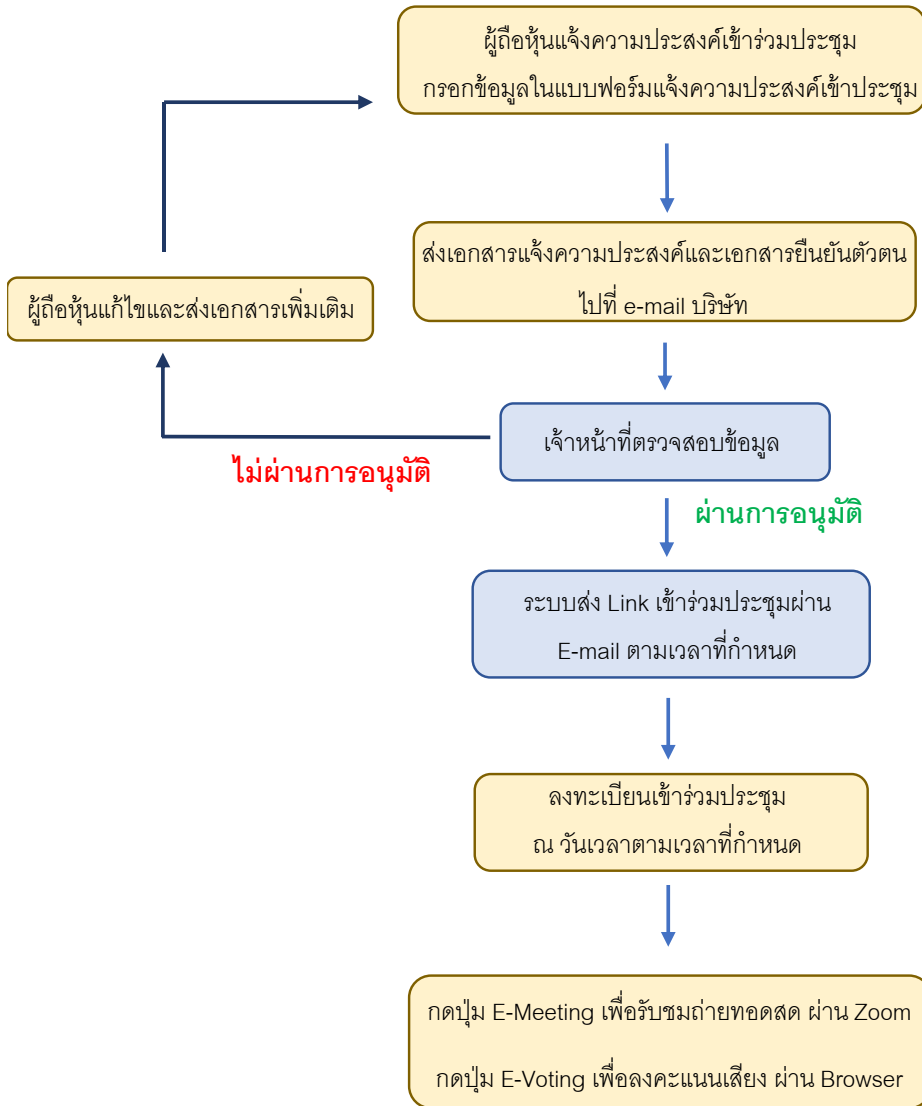 ผู้ถือหุ้นแจ้งความประสงค์เข้าร่วมประชุม
กรอกข้อมูลในแบบฟอร์มแจ้งความประสงค์เข้าประชุม
ส่งเอกสารแจ้งความประสงค์และเอกสารยืนยันตัวตน
ไปที่ e-mail บริษัท
ผู้ถือหุ้นแก้ไขและส่งเอกสารเพิ่มเติม
เจ้าหน้าที่ตรวจสอบข้อมูล
ไม่ผ่านการอนุมัติ
ผ่านการอนุมัติ
ระบบส่ง Link เข้าร่วมประชุมผ่าน
E-mail ตามเวลาที่กำหนด
ลงทะเบียนเข้าร่วมประชุม
ณ วันเวลาตามเวลาที่กำหนด
กดปุ่ม E-Meeting เพื่อรับชมถ่ายทอดสด ผ่าน Zoom
กดปุ่ม E-Voting เพื่อลงคะแนนเสียง ผ่าน Browser